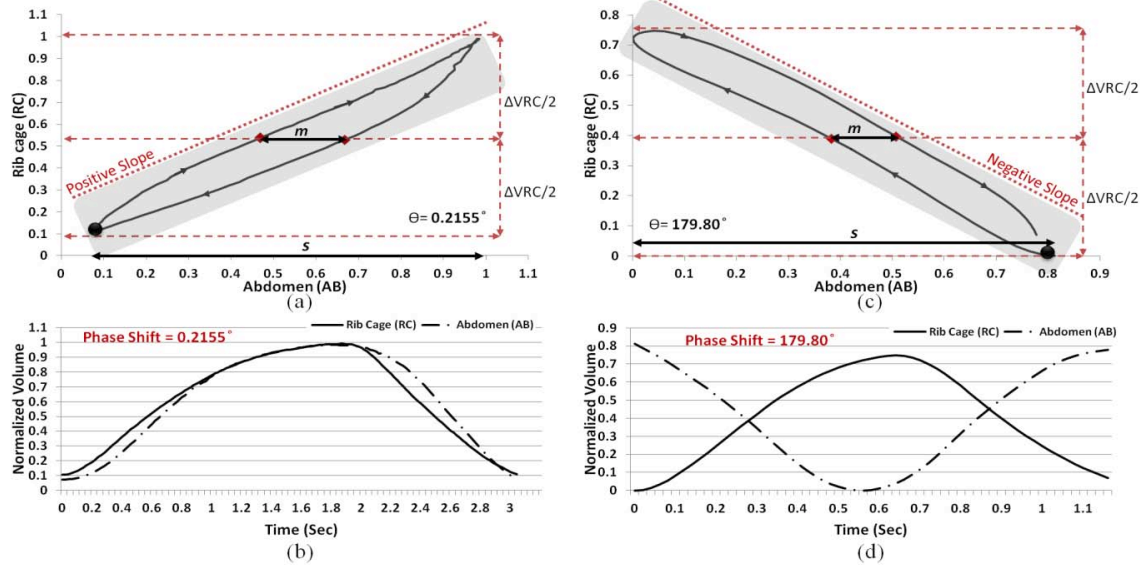 1.1
1
0.9
0.8
0.7
0.6
0.5
0.4
0.3
0.2
0.1
0
Rib cage (RC)
Positive Slope
m
ΔVRC/2
ΔVRC/2
ϴ= 0.2155°
s
0 0.1 0.2 0.3 0.4 0.5 0.6 0.7 0.8 0.9 1 1.1
Abdomen (AB)
(a)
0.8
0.7
0.6
0.5
0.4
0.3
0.2
0.1
0
Rib cage (RC)
m
Negative Slope
ΔVRC/2
ΔVRC/2
ϴ= 179.80°
s
0 0.1 0.2 0.3 0.4 0.5 0.6 0.7 0.8 0.9
Abdomen (AB)
(c)
1.1
1
0.9
0.8
0.7
0.6
0.5
0.4
0.3
0.2
0.1
0
Normalized Volume
Phase Shift = 0.2155°
Rib Cage (RC) Abdomen (AB)
0 0.2 0.4 0.6 0.8 1 1.2 1.4 1.6 1.8 2 2.2 2.4 2.6 2.8 3
Time (Sec)
(b)
0.9
0.8
0.7
0.6
0.5
0.4
0.3
0.2
0.1
0
Normalized Volume
Phase Shift = 179.80°
Rib Cage (RC) Abdomen (AB)
0 0.1 0.2 0.3 0.4 0.5 0.6 0.7 0.8 0.9 1 1.1
Time (Sec)
(d)